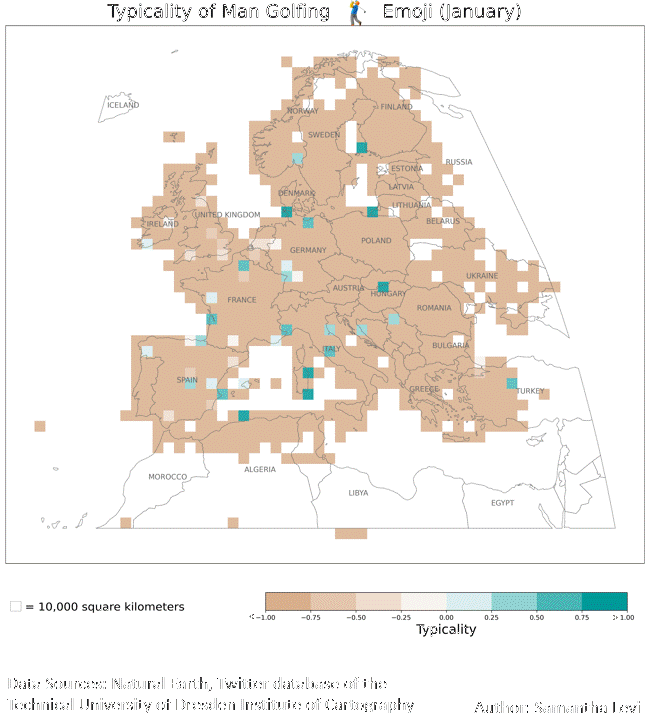 Typicality of Man Golfing 🏌️‍♂️ Emoji (January)
ICELAND
NORWAY
FINLAND
SWEDEN
RUSSIA
ESTONIA
LATVIA
DENMARK
LITHUANIA
UNITED KINGDOM
IRELAND
BELARUS
POLAND
GERMANY
UKRAINE
AUSTRIA
HUNGARY
FRANCE
ROMANIA
BULGARIA
ITALY
SPAIN
GREECE
TURKEY
ALGERIA
MOROCCO
LIBYA
EGYPT
= 10,000 square kilometers
<-1.00 −0.75 −0.50 −0.25 0.00 0.25 0.50 0.75 >1.00
Typicality
Data Sources: Natural Earth, Twitter database of the
Technical University of Dresden Institute of Cartography
Author: Samantha Levi